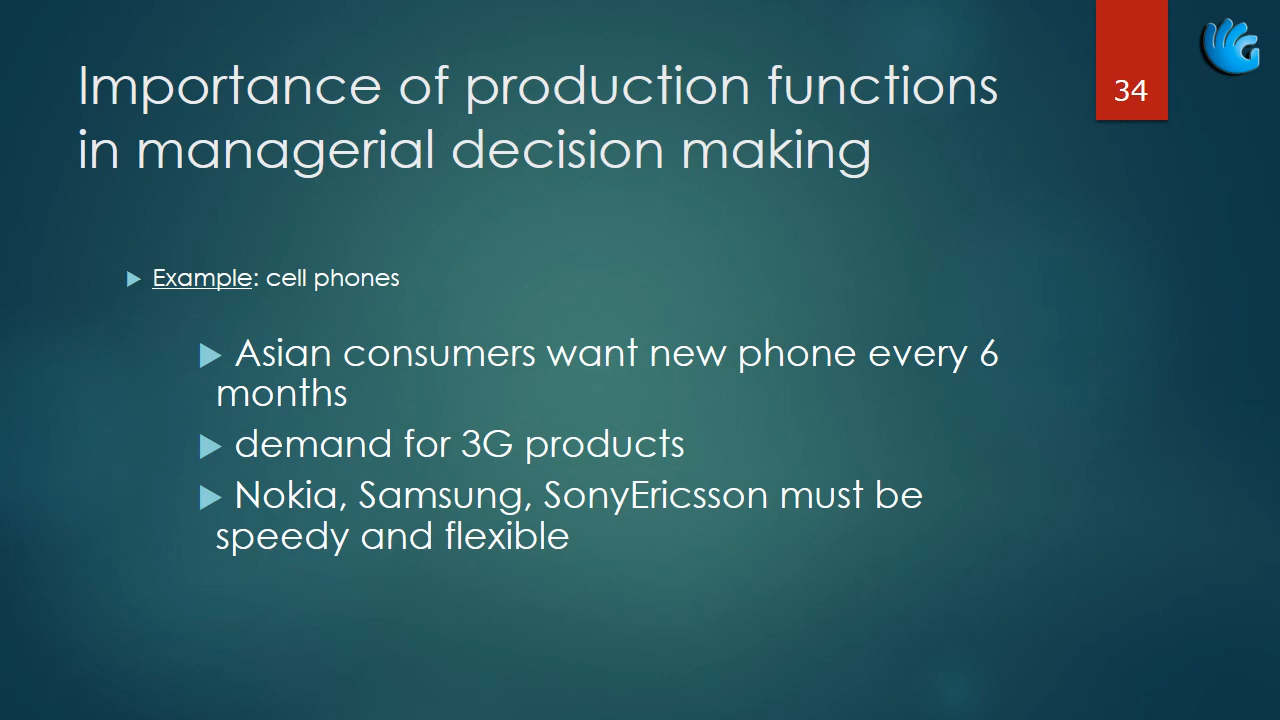 Importance of production functions
in managerial decision making
34
Example: cell phones
Asian consumers want new phone every 6
months
demand for 3G products
Nokia, Samsung, SonyEricsson must be
speedy and flexible